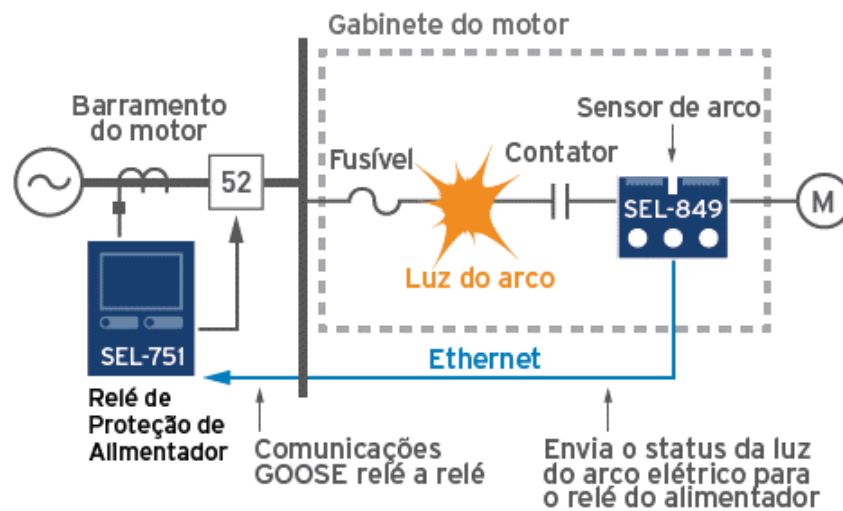 Gabinete do motor
Barramento
do motor
Sensor de arco
Fusível
Contator
52
SEL-849
M
Luz do arco
SEL-751
Ethernet
Relé de
Proteção de
Alimentador
Comunicações
GOOSE relé a relé
Envia o status da luz
do arco elétrico para
o relé do alimentador